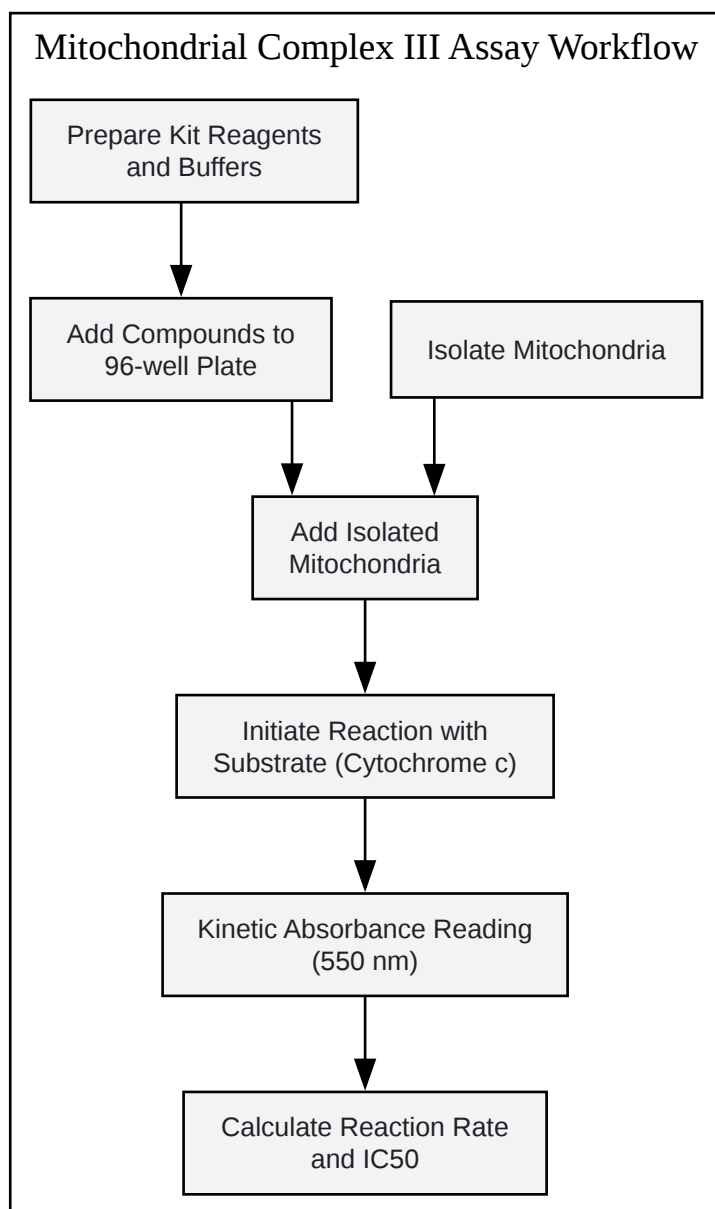 Mitochondrial Complex III Assay Workflow
Prepare Kit Reagents
and Buffers
Add Compounds to
96-well Plate
Isolate Mitochondria
Add Isolated
Mitochondria
Initiate Reaction with
Substrate (Cytochrome c)
Kinetic Absorbance Reading
(550 nm)
Calculate Reaction Rate
and IC50